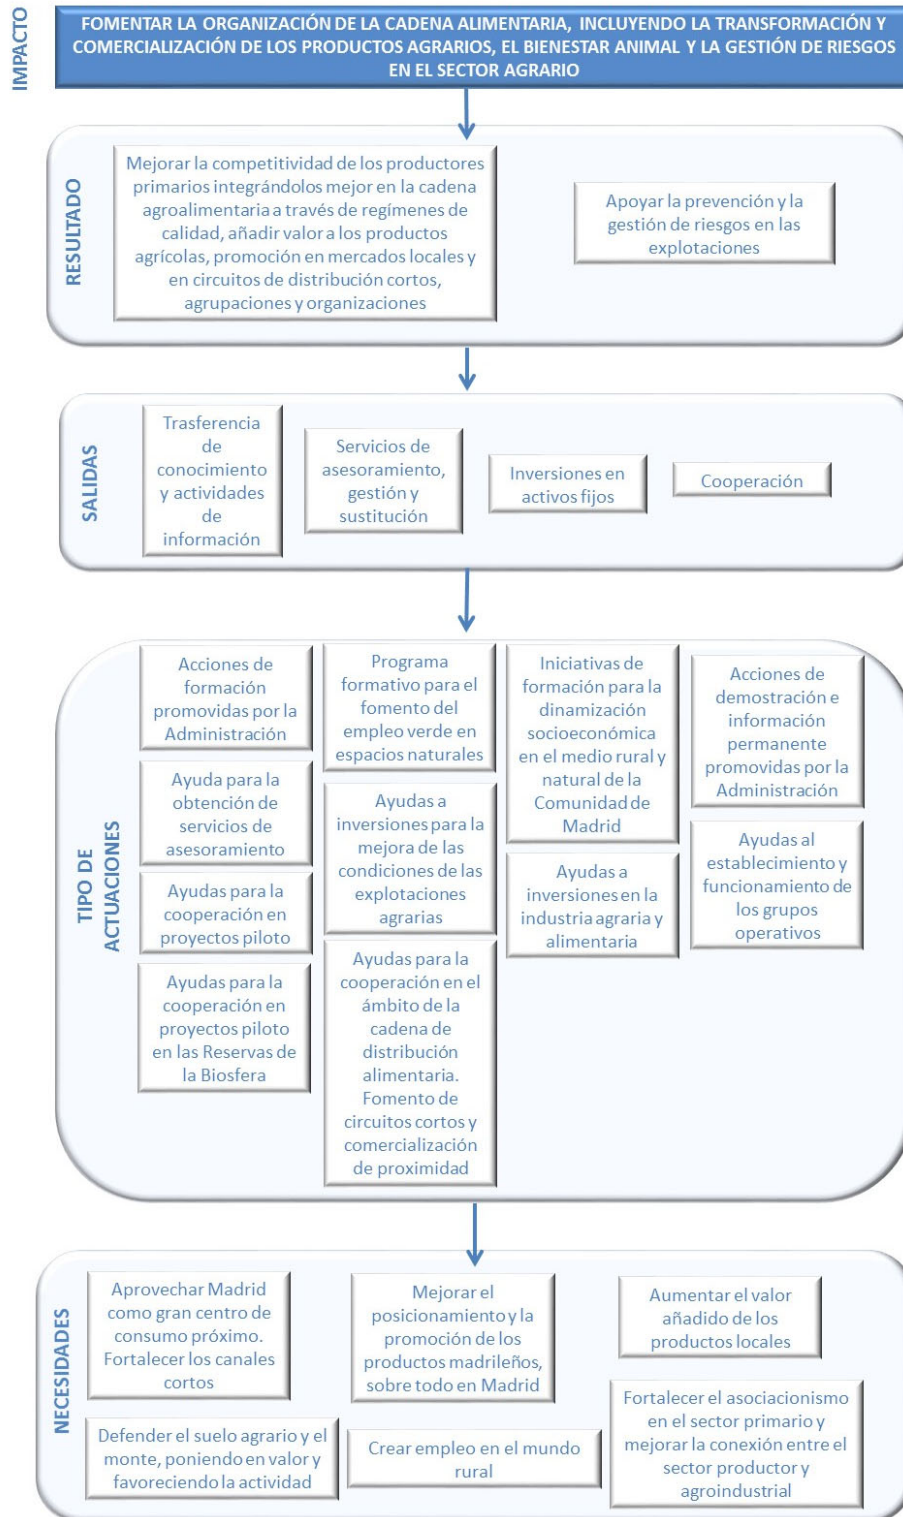 IMPACTO
FOMENTAR LA ORGANIZACIÓN DE LA CADENA ALIMENTARIA, INCLUYENDO LA TRANSFORMACIÓN Y
COMERCIALIZACIÓN DE LOS PRODUCTOS AGRARIOS, EL BIENESTAR ANIMAL Y LA GESTIÓN DE RIESGOS
EN EL SECTOR AGRARIO
RESULTADO
Mejorar la competitividad de los productores
primarios integrándolos mejor en la cadena
agroalimentaria a través de regímenes de
calidad, añadir valor a los productos
agrícolas, promoción en mercados locales y
en circuitos de distribución cortos,
agrupaciones y organizaciones
Apoyar la prevención y la
gestión de riesgos en las
explotaciones
SALIDAS
Trasferencia
de
conocimiento
y actividades
de
información
Servicios de
asesoramiento,
gestión y
sustitución
Inversiones en
activos fijos
Cooperación
TIPO DE
ACTUACIONES
Acciones de
formación
promovidas por la
Administración
Programa
formativo para el
fomento del
empleo verde en
espacios naturales
Iniciativas de
formación para la
dinamización
socioeconómica
en el medio rural y
natural de la
Comunidad de
Madrid
Acciones de
demostración e
información
permanente
promovidas por la
Administración
Ayuda para la
obtención de
servicios de
asesoramiento
Ayudas a
inversiones para la
mejora de las
condiciones de las
explotaciones
agrarias
Ayudas a
inversiones en la
industria agraria y
alimentaria
Ayudas al
establecimiento y
funcionamiento de
los grupos
operativos
Ayudas para la
cooperación en
proyectos piloto
Ayudas para la
cooperación en el
ámbito de la
cadena de
distribución
alimentaria.
Fomento de
circuitos cortos y
comercialización
de proximidad
Ayudas para la
cooperación en
proyectos piloto
en las Reservas de
la Biosfera
NECESIDADES
Aprovechar Madrid
como gran centro de
consumo próximo.
Fortalecer los canales
cortos
Mejorar el
posicionamiento y la
promoción de los
productos madrileños,
sobre todo en Madrid
Aumentar el valor
añadido de los
productos locales
Defender el suelo agrario y el
monte, poniendo en valor y
favoreciendo la actividad
Crear empleo en el mundo
rural
Fortalecer el asociacionismo
en el sector primario y
mejorar la conexión entre el
sector productor y
agroindustrial